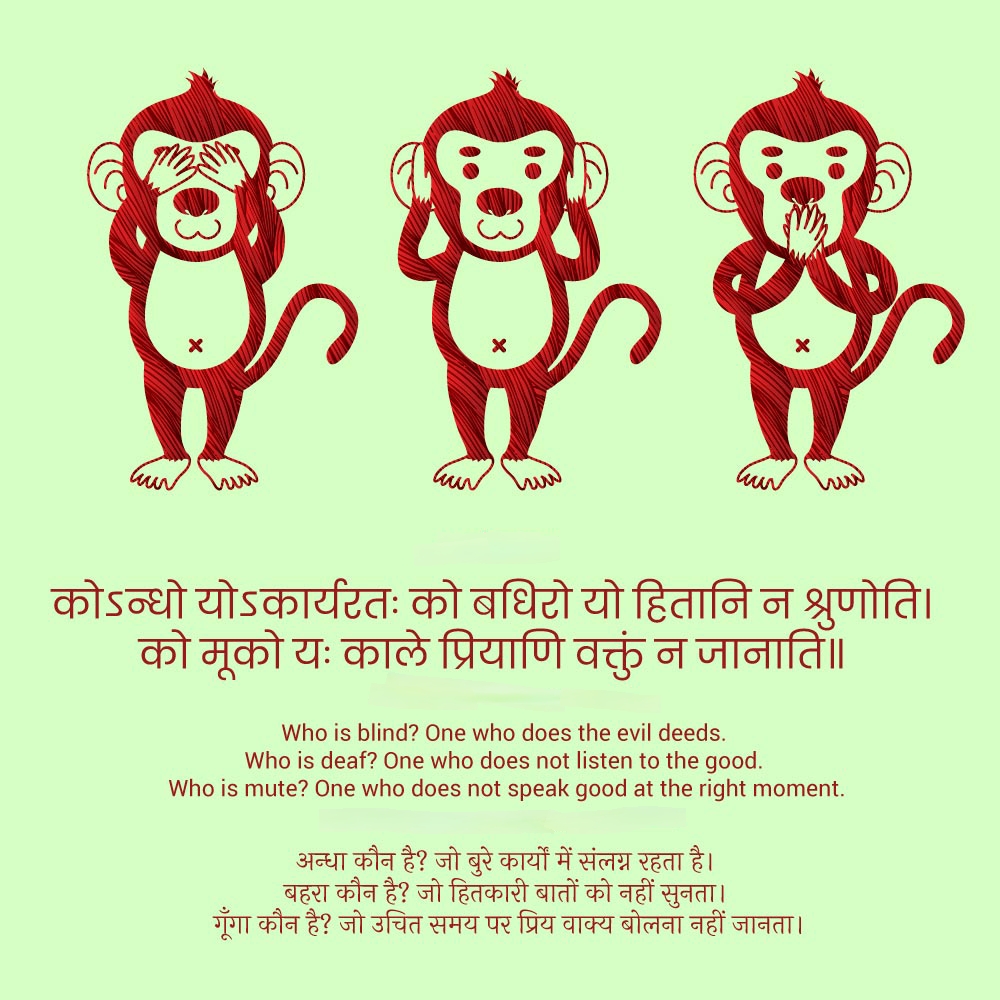 कोऽन्धो योऽकार्यरतः को बधिरो यो हितानि न श्रुणोति।
को मूको यः काले प्रियाणि वक्तुं न जानाति॥
Who is blind? One who does the evil deeds.
Who is deaf? One who does not listen to the good.
Who is mute? One who does not speak good at the right moment.
अन्धा कौन है? जो बुरे कार्यों में संलग्न रहता है।
बहरा कौन है? जो हितकारी बातों को नहीं सुनता।
गूँगा कौन है? जो उचित समय पर प्रिय वाक्य बोलना नहीं जानता।